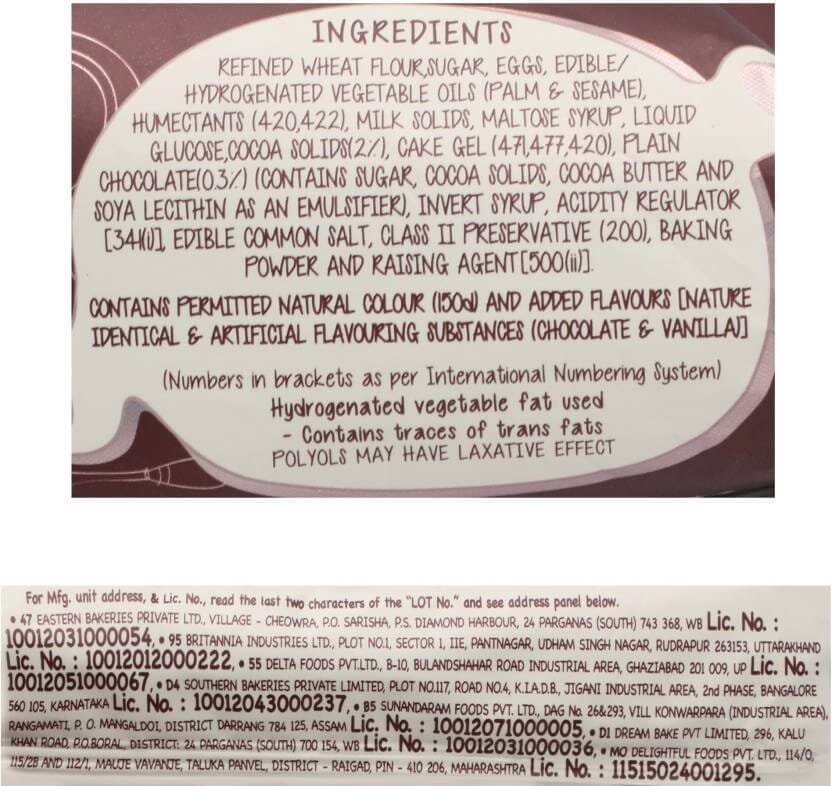 INGREDIENTS
REFINED WHEAT FLOUR,SUGAR, EGGS, EDIBLE/
HYDROGENATED VEGETABLE OILS (PALM & SESAME),
HUMECTANTS (420,422), MILK SOLIDS, MALTOSE SYRUP, LIQUID
GLUCOSE,COCOA SOLIDS(2%), CAKE GEL (471,477,420), PLAIN
CHOCOLATE(0.3%) (CONTAINS SUGAR, COCOA SOLIDS, COCOA BUTTER AND
SOYA LECITHIN AS AN EMULSIFIER), INVERT SYRUP, ACIDITY REGULATOR
[341(i)], EDIBLE COMMON SALT, CLASS II PRESERVATIVE (200), BAKING
POWDER AND RAISING AGENT[500(ii)].
CONTAINS PERMITTED NATURAL COLOUR (150d) AND ADDED FLAVOURS [NATURE
IDENTICAL & ARTIFICIAL FLAVOURING SUBSTANCES (CHOCOLATE & VANILLA)]
(Numbers in brackets as per International Numbering System)
Hydrogenated vegetable fat used
- Contains traces of trans fats
POLYOLS MAY HAVE LAXATIVE EFFECT
For Mfg. unit address, & Lic. No., read the last two characters of the "LOT No." and see address panel below.
• 47 EASTERN BAKERIES PRIVATE LTD., VILLAGE - CHEOWRA, P.O. SARISHA, P.S. DIAMOND HARBOUR, 24 PARGANAS (SOUTH) 743 368, WB Lic. No. :
10012031000054, • 95 BRITANNIA INDUSTRIES LTD., PLOT NO.1, SECTOR 1, IIE, PANTNAGAR, UDHAM SINGH NAGAR, RUDRAPUR 263153, UTTARAKHAND
Lic. No. : 10012012000222, • 55 DELTA FOODS PVT.LTD., B-10, BULANDSHAHAR ROAD INDUSTRIAL AREA, GHAZIABAD 201 009, UP Lic. No. :
10012051000067, • D4 SOUTHERN BAKERIES PRIVATE LIMITED, PLOT NO.117, ROAD NO.4, K.I.A.D.B., JIGANI INDUSTRIAL AREA, 2nd PHASE, BANGALORE
560 105, KARNATAKA Lic. No. : 10012043000237, • B5 SUNANDARAM FOODS PVT. LTD., DAG No. 26&293, VILL KONWARPARA (INDUSTRIAL AREA),
RANGAMATI, P. O. MANGALDOI, DISTRICT DARRANG 784 125, ASSAM Lic. No. : 10012071000005, • D1 DREAM BAKE PVT LIMITED, 296, KALU
KHAN ROAD, P.O.BORAL, DISTRICT: 24 PARGANAS (SOUTH) 700 154, WB Lic. No. : 10012031000036, • MO DELIGHTFUL FOODS PVT. LTD., 114/0,
115/2B AND 112/1, MAUJE VAVANJE, TALUKA PANVEL, DISTRICT - RAIGAD, PIN - 410 206, MAHARASHTRA Lic. No. : 11515024001295.